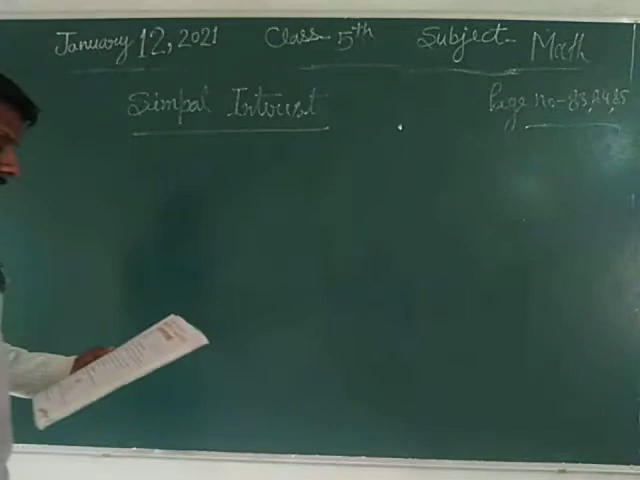 January 12, 2021 Class- 5th Subject- Math
Simpal Intrust Page no- 83, 84, 85